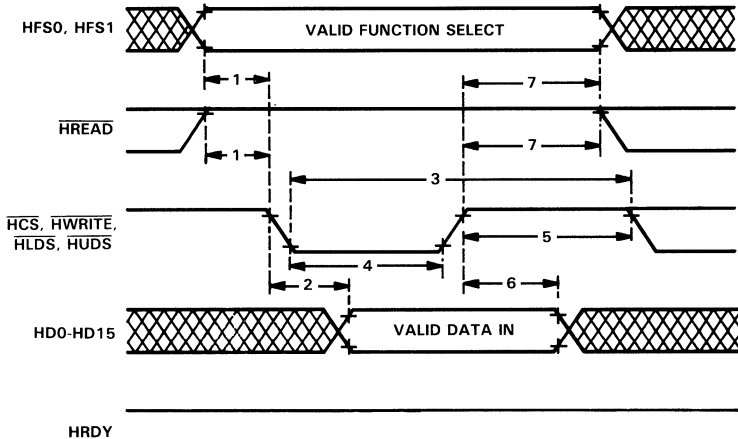 HFS0, HFS1
VALID FUNCTION SELECT
1
7
HREAD
1
7
3
HCS, HWRITE,
HLDS, HUDS
5
4
2
6
HD0-HD15
VALID DATA IN
HRDY